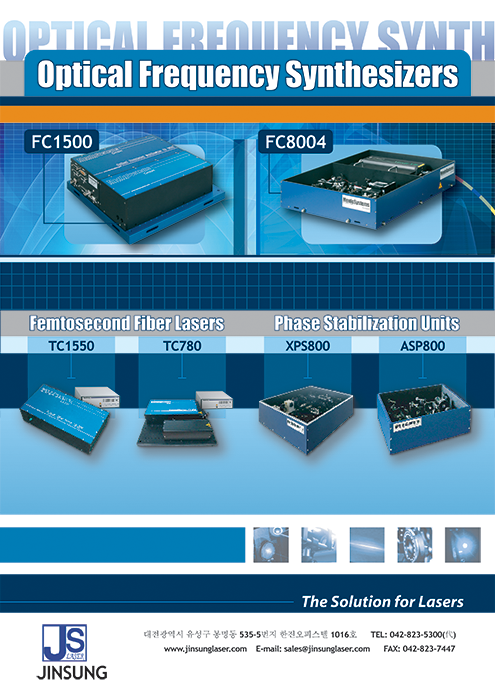 OPTICAL FREQUENCY SYNTH
Optical Frequency Synthesizers
FC1500
FC8004
MenloSystems
Femtosecond Fiber Lasers
Phase Stabilization Units
TC1550
TC780
XPS800
ASP800
The Solution for Lasers
JS
LASER
JINSUNG
대전광역시 유성구 봉명동 535-5번지 한진오피스텔 1016호 TEL: 042-823-5300(代)
www.jinsunglaser.com E-mail: sales@jinsunglaser.com FAX: 042-823-7447